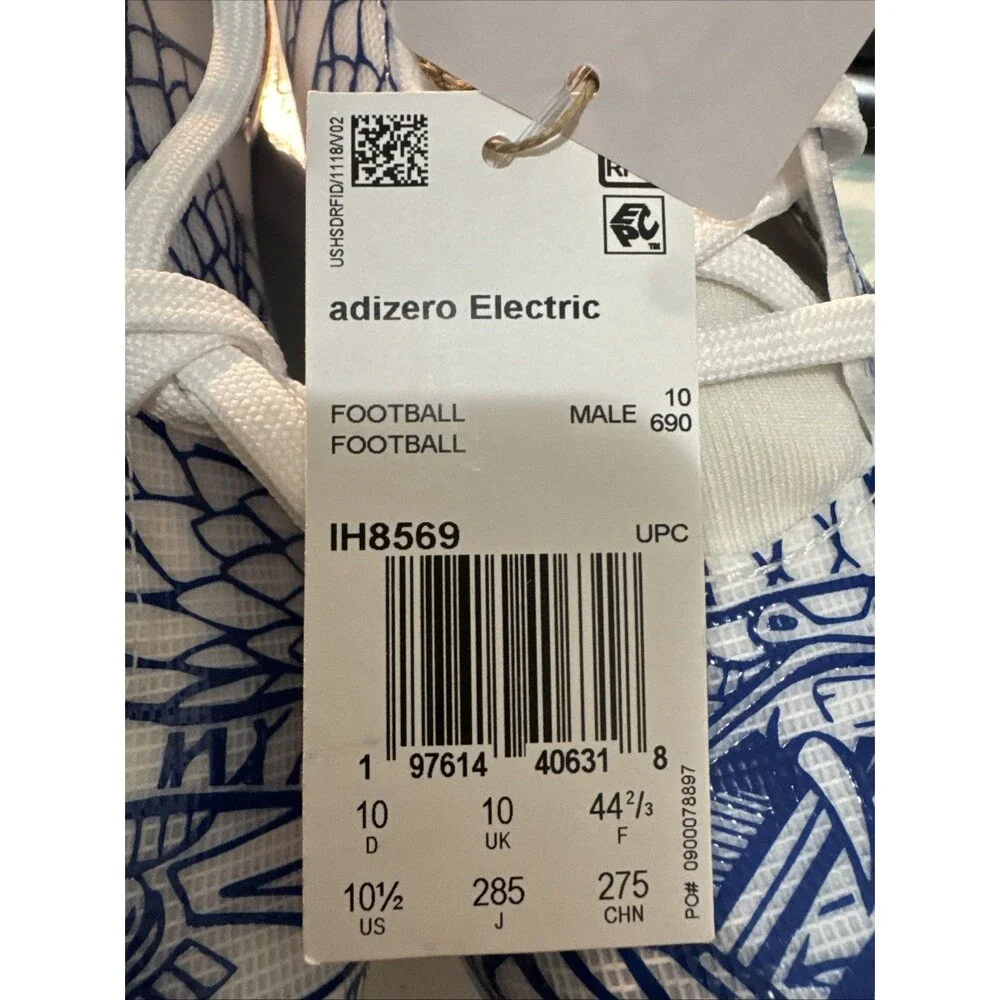 USHSDRFID/1118/V02
EPC™
adizero Electric
FOOTBALL MALE 10
FOOTBALL 690
IH8569 UPC
1 97614 40631 8
10 10 44 2/3
D UK F
10½ 285 275
US J CHN
PO# 0900078897